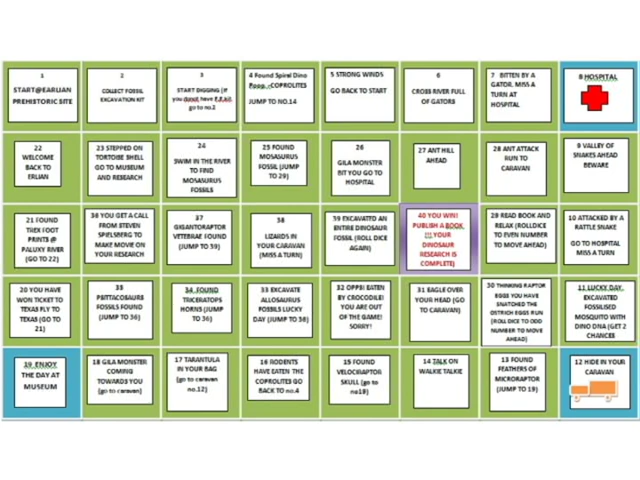 1
START@EARLIAN
PREHISTORIC SITE
2
COLLECT FOSSIL
EXCAVATION KIT
3
START DIGGING (If
you donot have F.E.kit
go to no.2
4 Found Spiral Dino
Poop -COPROLITES
JUMP TO NO.14
5 STRONG WINDS
GO BACK TO START
6
CROSS RIVER FULL
OF GATORS
7 BITTEN BY A
GATOR. MISS A
TURN AT
HOSPITAL
8 HOSPITAL
22
WELCOME
BACK TO
ERLIAN
23 STEPPED ON
TORTOISE SHELL
GO TO MUSEUM
AND RESEARCH
24
SWIM IN THE RIVER
TO FIND
MOSASURUS
FOSSILS
25 FOUND
MOSASURUS
FOSSIL (JUMP
TO 29)
26
GILA MONSTER
BIT YOU GO TO
HOSPITAL
27 ANT HILL
AHEAD
28 ANT ATTACK
RUN TO
CARAVAN
9 VALLEY OF
SNAKES AHEAD
BEWARE
21 FOUND
TREX FOOT
PRINTS @
PALUXY RIVER
(GO TO 22)
36 YOU GET A CALL
FROM STEVEN
SPIELSBERG TO
MAKE MOVIE ON
YOUR RESEARCH
37
GIGANTORAPTOR
VETEBRAE FOUND
(JUMP TO 39)
38
LIZARDS IN
YOUR CARAVAN
(MISS A TURN)
39 EXCAVATED AN
ENTIRE DINOSAUR
FOSSIL (ROLL DICE
AGAIN)
40 YOU WIN!
PUBLISH A BOOK
!!! YOUR
DINOSAUR
RESEARCH IS
COMPLETE)
29 READ BOOK AND
RELAX (ROLLDICE
TO EVEN NUMBER
TO MOVE AHEAD)
10 ATTACKED BY A
RATTLE SNAKE
GO TO HOSPITAL
MISS A TURN
20 YOU HAVE
WON TICKET TO
TEXAS FLY TO
TEXAS (GO TO
21)
35
PSITTACOSAURS
FOSSILS FOUND
(JUMP TO 36)
34 FOUND
TRICERATOPS
HORNS (JUMP
TO 36)
33 EXCAVATE
ALLOSAURUS
FOSSILS LUCKY
DAY (JUMP TO 38)
32 OPPS! EATEN
BY CROCODILE!
YOU ARE OUT
OF THE GAME!
SORRY!
31 EAGLE OVER
YOUR HEAD (GO
TO CARAVAN)
30 THINKING RAPTOR
EGGS YOU HAVE
SNATCHED THE
OSTRICH EGGS RUN
(ROLL DICE TO ODD
NUMBER TO MOVE
AHEAD)
11 LUCKY DAY.
EXCAVATED
FOSSILISED
MOSQUITO WITH
DINO DNA (GET 2
CHANCES
19 ENJOY
THE DAY AT
MUSEUM
18 GILA MONSTER
COMING
TOWARDS YOU
(go to caravan)
17 TARANTULA
IN YOUR BAG
(go to caravan
no.12)
16 RODENTS
HAVE EATEN THE
COPROLITES GO
BACK TO no.4
15 FOUND
VELOCIRAPTOR
SKULL (go to
no18)
14 TALK ON
WALKIE TALKIE
13 FOUND
FEATHERS OF
MICRORAPTOR
(JUMP TO 19)
12 HIDE IN YOUR
CARAVAN